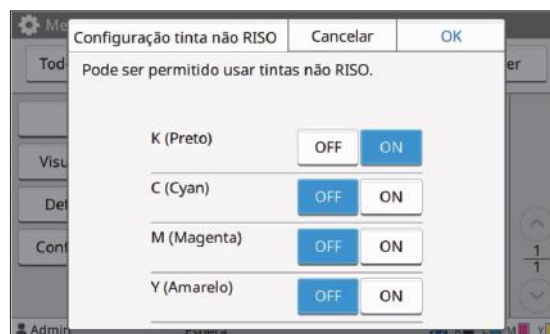 Configuração tinta não RISO Cancelar OK
Pode ser permitido usar tintas não RISO.
K (Preto) OFF ON
C (Cyan) OFF ON
M (Magenta) OFF ON
Y (Amarelo) OFF ON
1
1
Admin